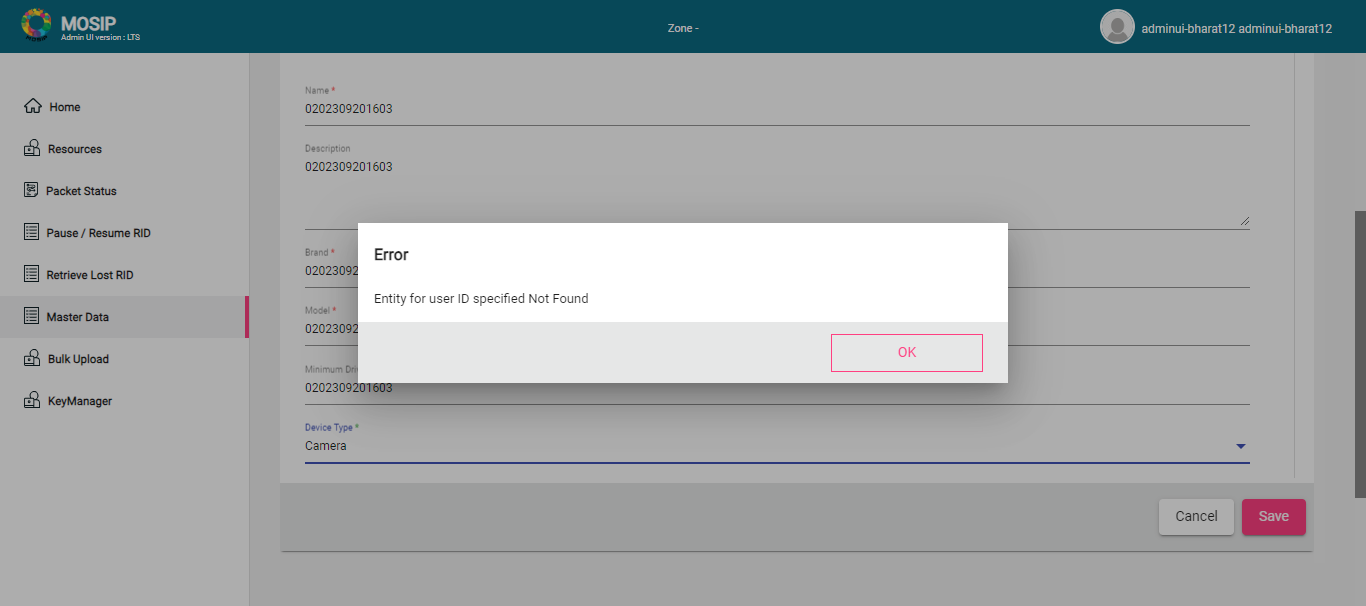 MOSIP
Admin UI version : LTS
Zone -
adminui-bharat12 adminui-bharat12
Home
Resources
Packet Status
Pause / Resume RID
Retrieve Lost RID
Master Data
Bulk Upload
KeyManager
Name *
0202309201603
Description
0202309201603
Brand *
02023092
Model *
02023092
Minimum Dri
0202309201603
Device Type *
Camera
Error
Entity for user ID specified Not Found
OK
Cancel
Save